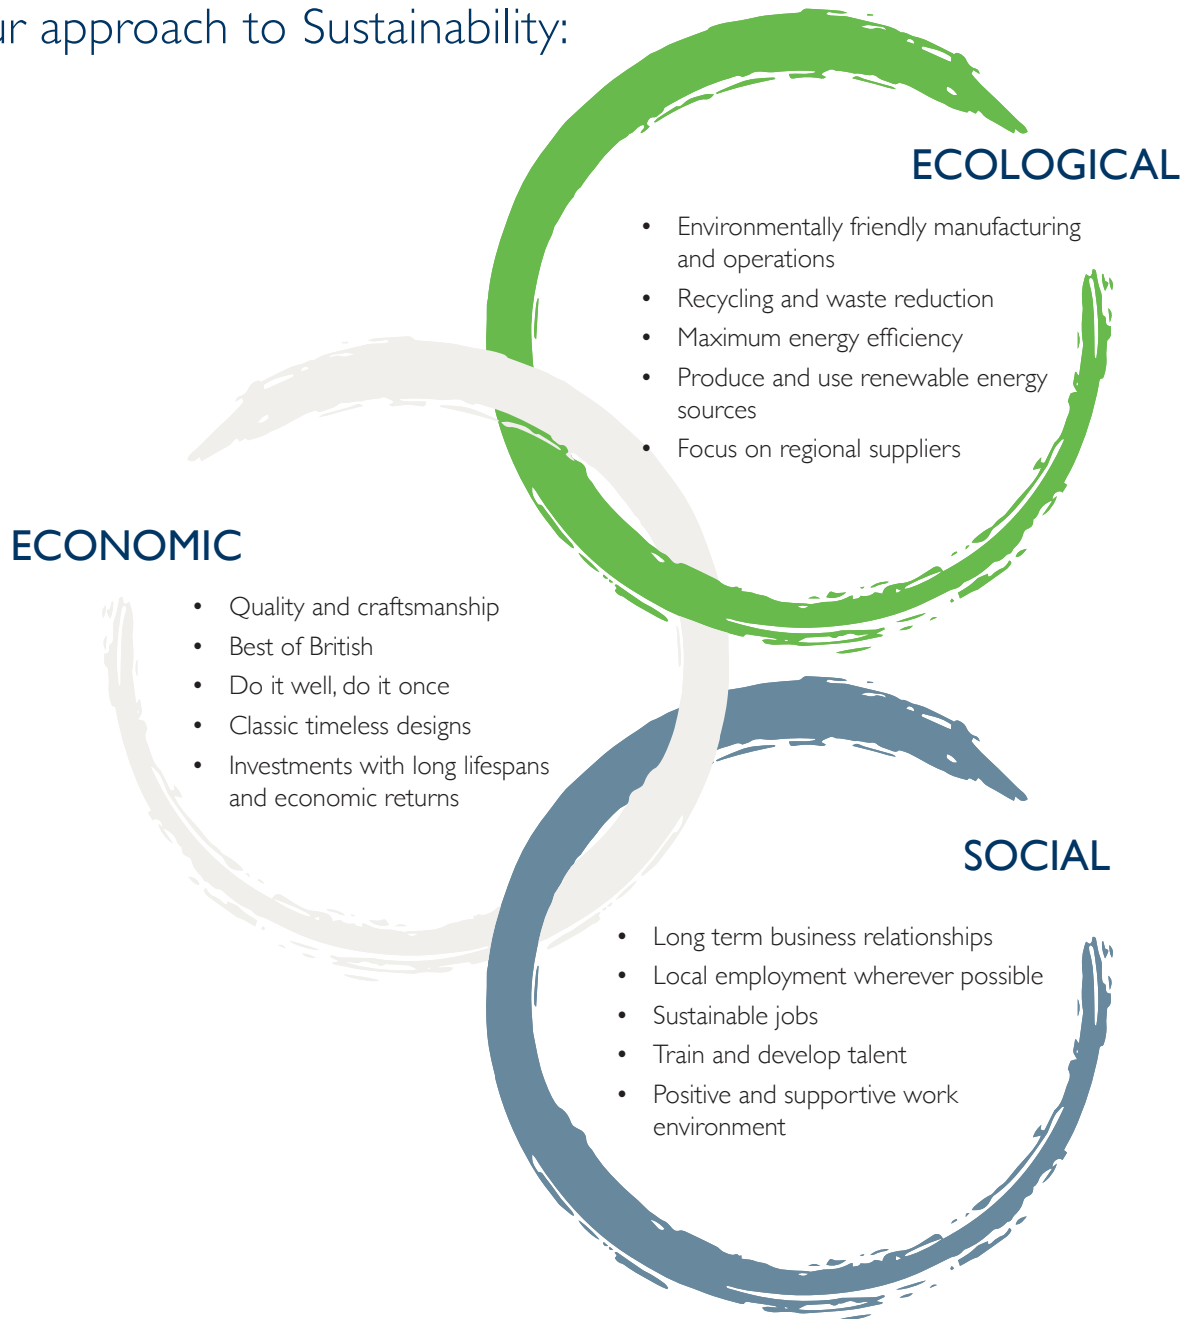 ur approach to Sustainability:
ECOLOGICAL
• Environmentally friendly manufacturing
and operations
• Recycling and waste reduction
• Maximum energy efficiency
• Produce and use renewable energy
sources
• Focus on regional suppliers
ECONOMIC
• Quality and craftsmanship
• Best of British
• Do it well, do it once
• Classic timeless designs
• Investments with long lifespans
and economic returns
SOCIAL
• Long term business relationships
• Local employment wherever possible
• Sustainable jobs
• Train and develop talent
• Positive and supportive work
environment